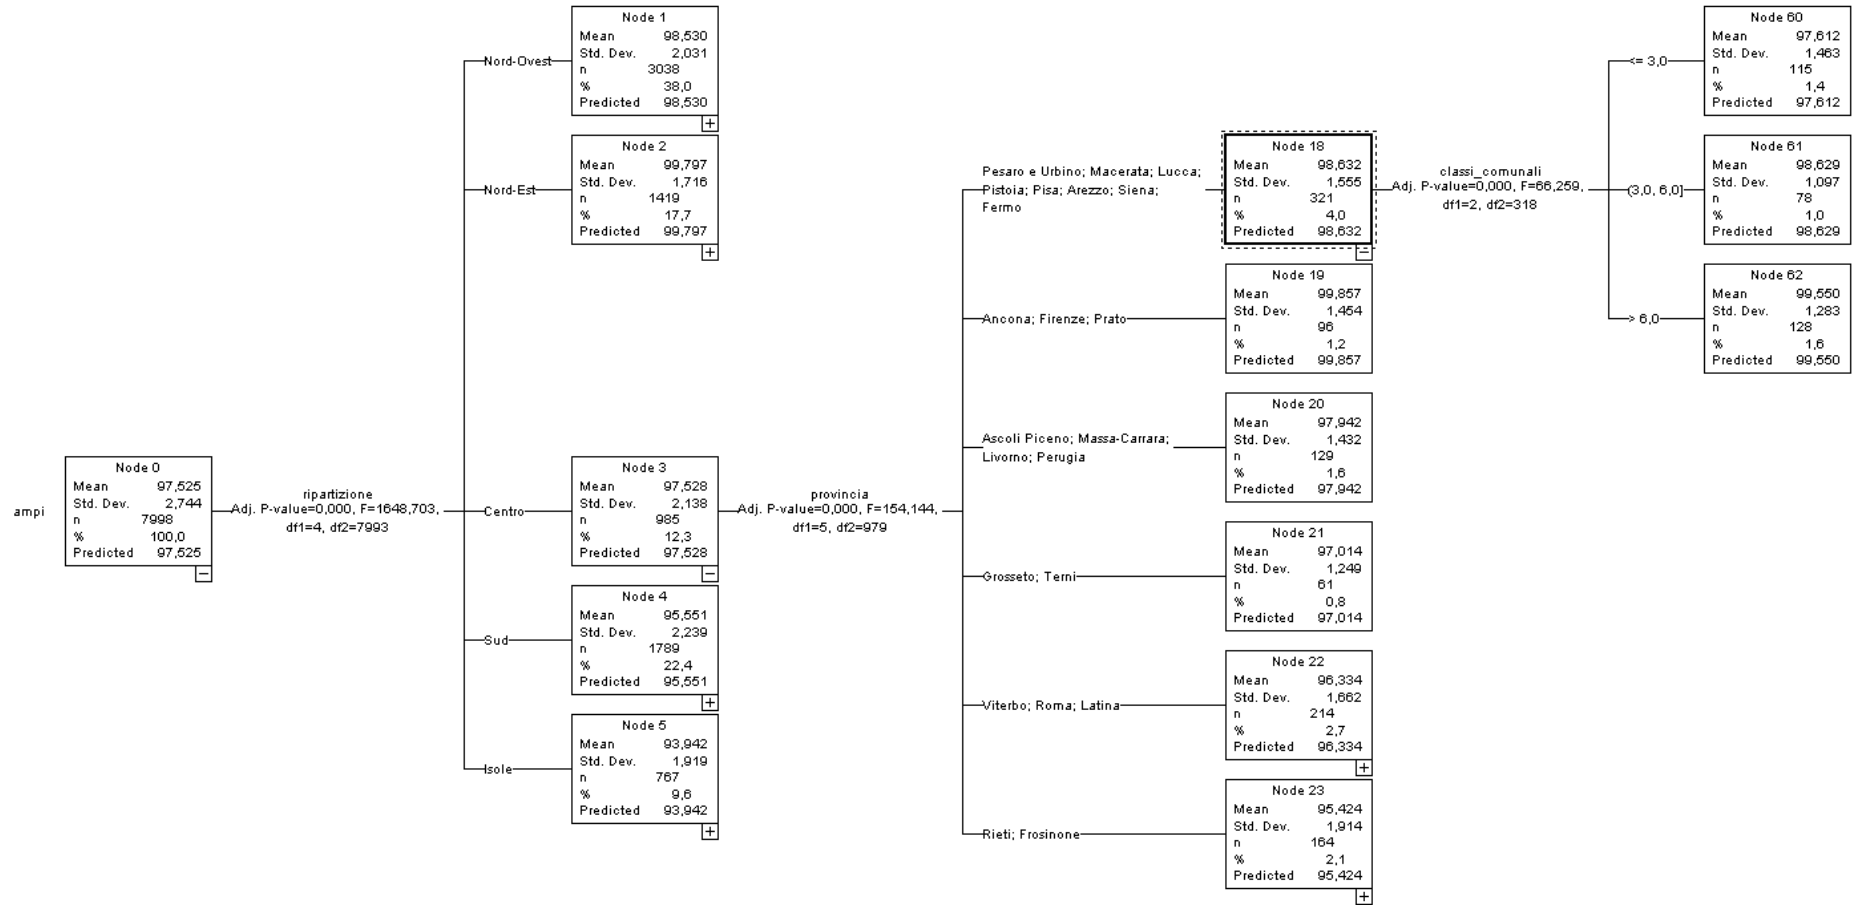 ampi
Node 0
Mean 97,525
Std. Dev. 2,744
n 7998
% 100,0
Predicted 97,525
ripartizione
Adj. P-value=0,000, F=1648,703,
df1=4, df2=7993
Nord-Ovest
Node 1
Mean 98,530
Std. Dev. 2,031
n 3038
% 38,0
Predicted 98,530
Nord-Est
Node 2
Mean 99,797
Std. Dev. 1,716
n 1419
% 17,7
Predicted 99,797
Centro
Node 3
Mean 97,528
Std. Dev. 2,138
n 985
% 12,3
Predicted 97,528
Sud
Node 4
Mean 95,551
Std. Dev. 2,239
n 1789
% 22,4
Predicted 95,551
Isole
Node 5
Mean 93,942
Std. Dev. 1,919
n 767
% 9,6
Predicted 93,942
provincia
Adj. P-value=0,000, F=154,144,
df1=5, df2=979
Pesaro e Urbino; Macerata; Lucca;
Pistoia; Pisa; Arezzo; Siena;
Fermo
Node 18
Mean 98,632
Std. Dev. 1,555
n 321
% 4,0
Predicted 98,632
Ancona; Firenze; Prato
Node 19
Mean 99,857
Std. Dev. 1,454
n 96
% 1,2
Predicted 99,857
Ascoli Piceno; Massa-Carrara;
Livorno; Perugia
Node 20
Mean 97,942
Std. Dev. 1,432
n 129
% 1,6
Predicted 97,942
Grosseto; Terni
Node 21
Mean 97,014
Std. Dev. 1,249
n 61
% 0,8
Predicted 97,014
Viterbo; Roma; Latina
Node 22
Mean 96,334
Std. Dev. 1,662
n 214
% 2,7
Predicted 96,334
Rieti; Frosinone
Node 23
Mean 95,424
Std. Dev. 1,914
n 164
% 2,1
Predicted 95,424
classi_comunali
Adj. P-value=0,000, F=66,259,
df1=2, df2=318
<= 3,0
Node 60
Mean 97,612
Std. Dev. 1,463
n 115
% 1,4
Predicted 97,612
(3,0, 6,0]
Node 61
Mean 98,629
Std. Dev. 1,097
n 78
% 1,0
Predicted 98,629
> 6,0
Node 62
Mean 99,550
Std. Dev. 1,283
n 128
% 1,6
Predicted 99,550